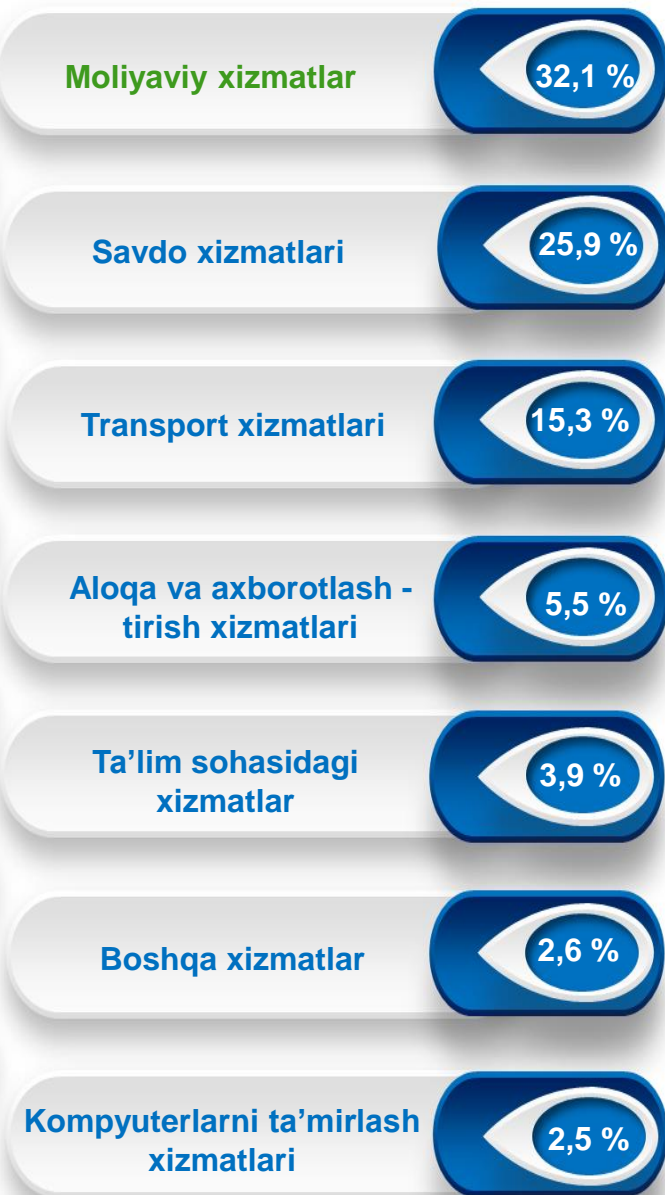 Moliyaviy xizmatlar
32,1 %
Savdo xizmatlari
25,9 %
Transport xizmatlari
15,3 %
Aloqa va axborotlash -
tirish xizmatlari
5,5 %
Ta’lim sohasidagi
xizmatlar
3,9 %
Boshqa xizmatlar
2,6 %
Kompyuterlarni ta’mirlash
xizmatlari
2,5 %